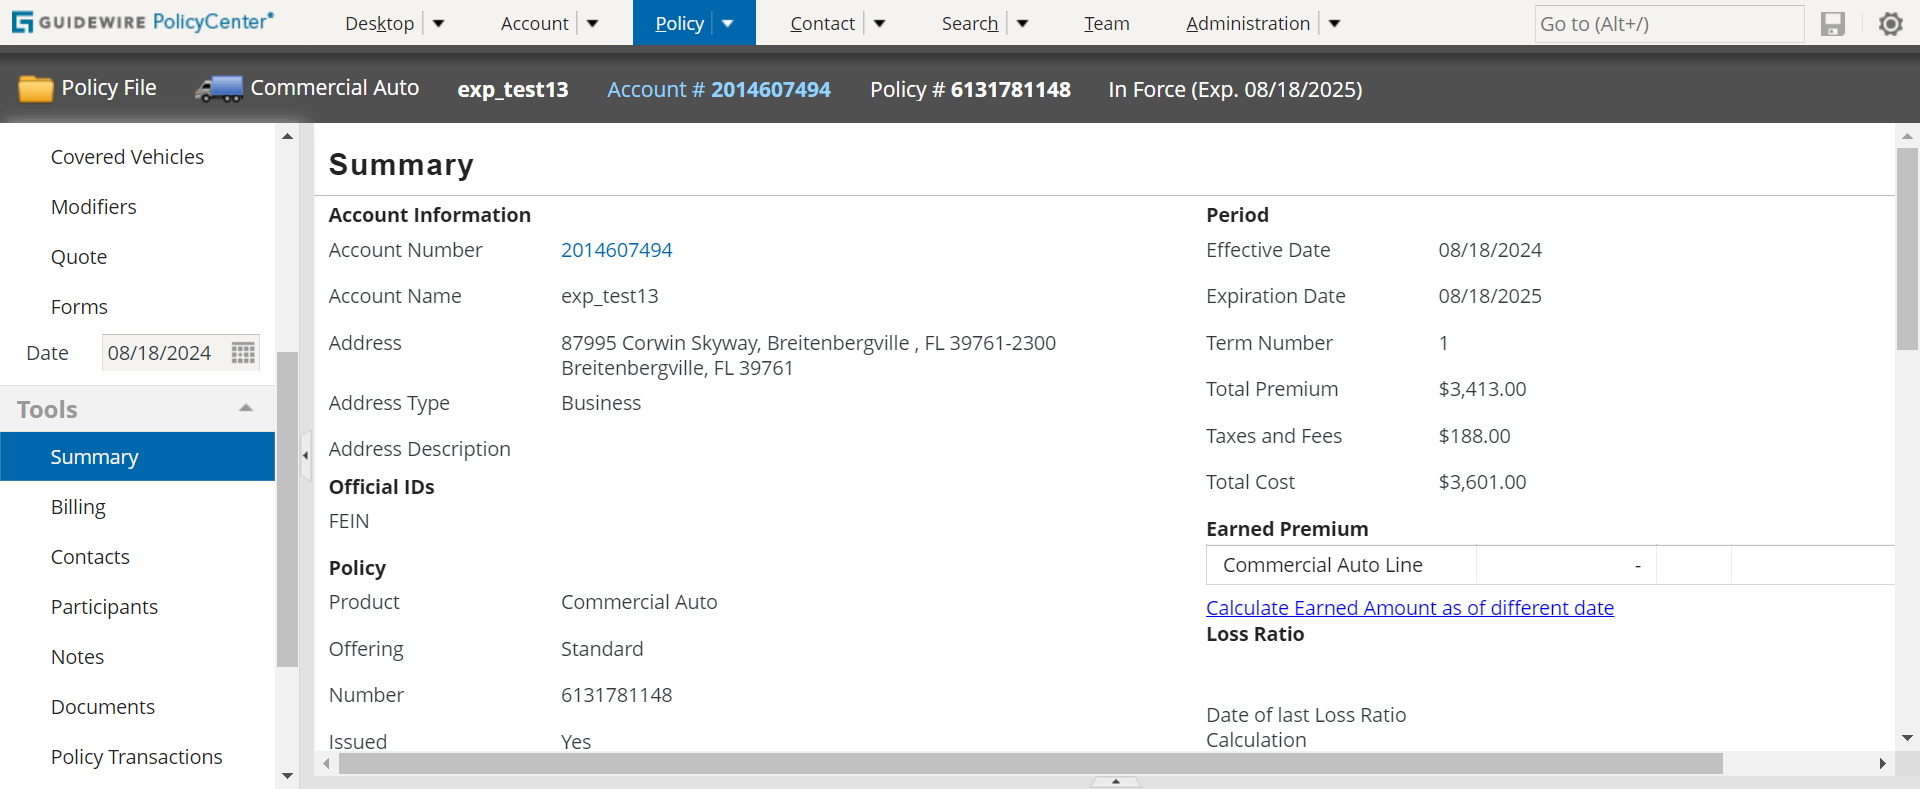 GUIDEWIRE PolicyCenter®
Desktop
Account
Policy
Contact
Search
Team
Administration
Go to (Alt+/)
Policy File
Commercial Auto
exp_test13
Account # 2014607494
Policy # 6131781148
In Force (Exp. 08/18/2025)
Covered Vehicles
Modifiers
Quote
Forms
Date 08/18/2024
Tools
Summary
Billing
Contacts
Participants
Notes
Documents
Policy Transactions
Summary
Account Information
Account Number 2014607494
Account Name exp_test13
Address 87995 Corwin Skyway, Breitenbergville , FL 39761-2300
Breitenbergville, FL 39761
Address Type Business
Address Description
Official IDs
FEIN
Policy
Product Commercial Auto
Offering Standard
Number 6131781148
Issued Yes
Period
Effective Date 08/18/2024
Expiration Date 08/18/2025
Term Number 1
Total Premium $3,413.00
Taxes and Fees $188.00
Total Cost $3,601.00
Earned Premium
Commercial Auto Line -
Calculate Earned Amount as of different date
Loss Ratio
Date of last Loss Ratio
Calculation